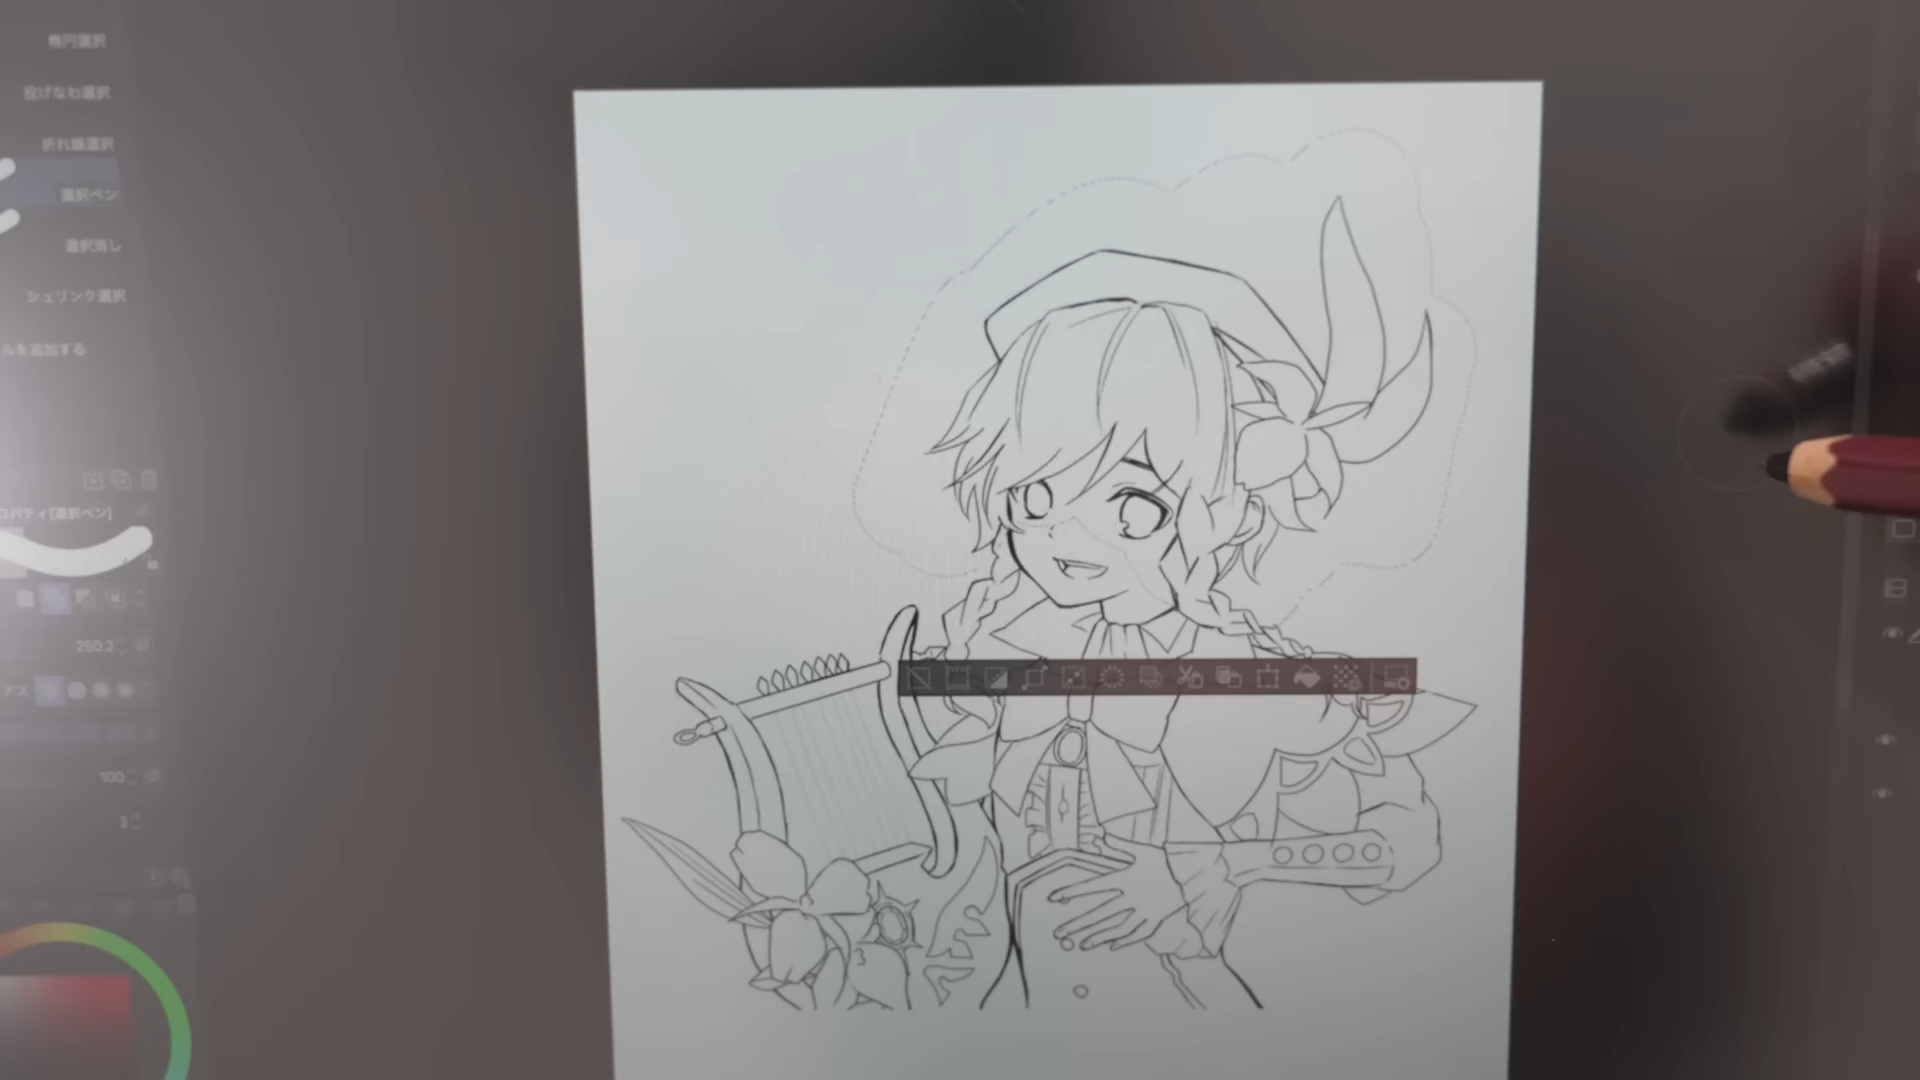 楕円選択
投げなわ選択
折れ線選択
選択ペン
選択消し
シュリンク選択
ルを追加する
ロパティ[選択ペン]
250.2
アス
100